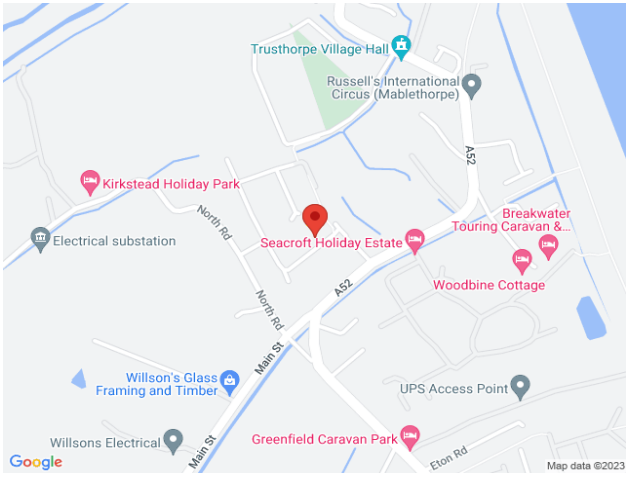 Trusthorpe Village Hall
Russell's International
Circus (Mablethorpe)
A52
Kirkstead Holiday Park
North Rd
Electrical substation
Seacroft Holiday Estate
Breakwater
Touring Caravan &...
Woodbine Cottage
A52
North Rd
Main St
Willson's Glass
Framing and Timber
UPS Access Point
Willsons Electrical
Main St
Greenfield Caravan Park
Eton Rd
Google
Map data ©2023